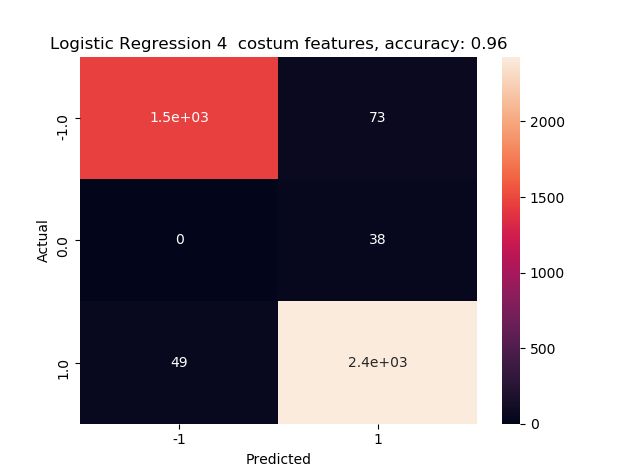 Logistic Regression 4  costum features, accuracy: 0.96
-1.0 1.5e+03 73
0.0 0 38
1.0 49 2.4e+03
-1 1
Predicted
Actual
2000
1500
1000
500
0